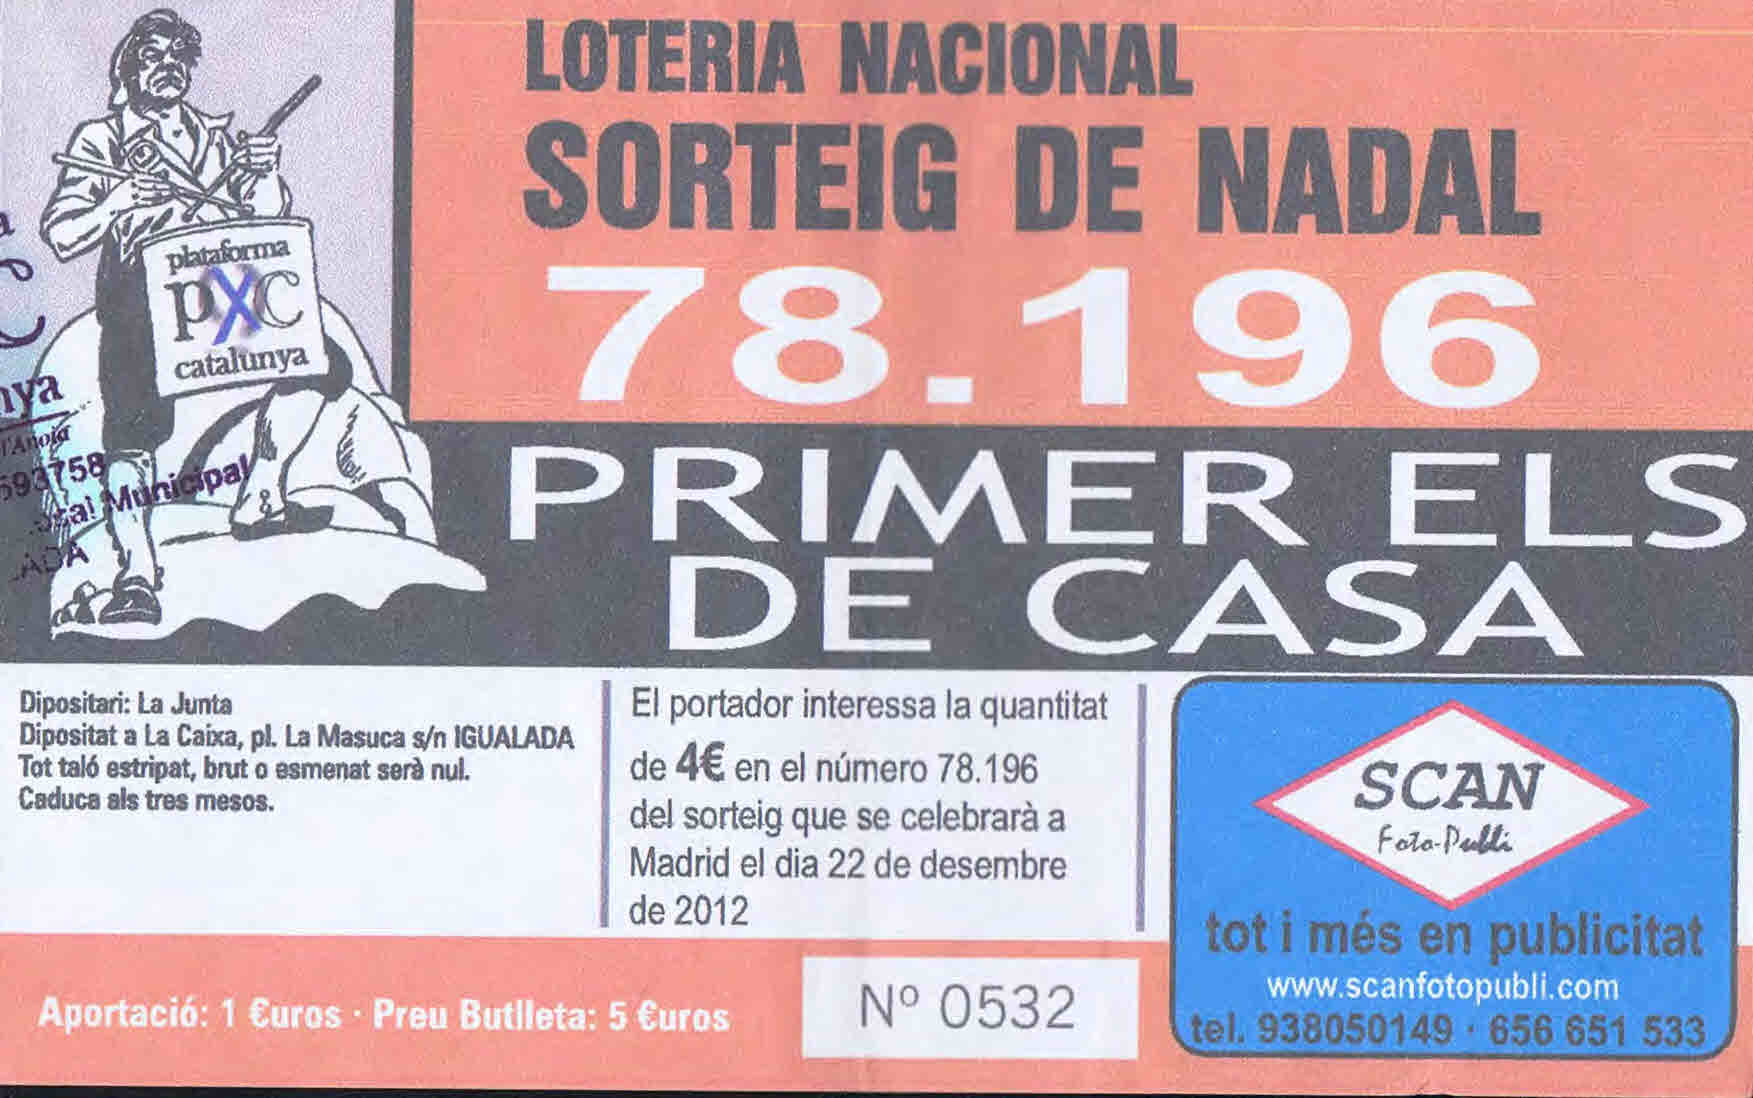 LOTERIA NACIONAL
SORTEIG DE NADAL
78.196
plataforma
pXc
catalunya
nya
l'Anoia
593758
Municipal
PRIMER ELS
DE CASA
Dipositari: La Junta
Dipositat a La Caixa, pl. La Masuca s/n IGUALADA
Tot taló estripat, brut o esmenat serà nul.
Caduca als tres mesos.
El portador interessa la quantitat
de 4€ en el número 78.196
del sorteig que se celebrarà a
Madrid el dia 22 de desembre
de 2012
SCAN
Foto-Publi
tot i més en publicitat
www.scanfotopubli.com
tel. 938050149 · 656 651 533
Aportació: 1 €uros · Preu Butlleta: 5 €uros
Nº 0532